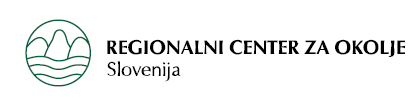 REGIONALNI CENTER ZA OKOLJE
Slovenija